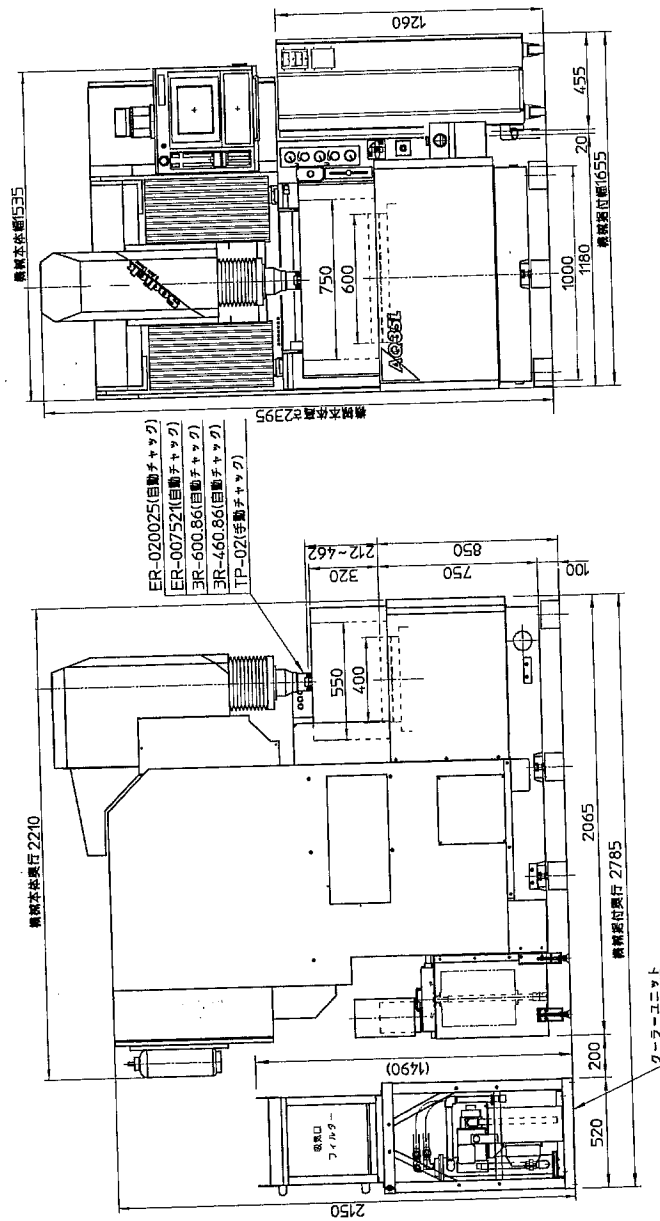 機械本体幅1535
1260
455
20
機械据付幅1655
1180
1000
750
600
AQ35L
Sodick
機械本体高さ2395
ER-020025(自動チャック)
ER-007521(自動チャック)
3R-600.86(自動チャック)
3R-460.86(自動チャック)
TP-02(手動チャック)
212~462
320
850
750
100
550
400
機械本体奥行 2210
2065
機械据付奥行 2785
200
520
(1490)
2150
吸気口
フィルター
クーラーユニット